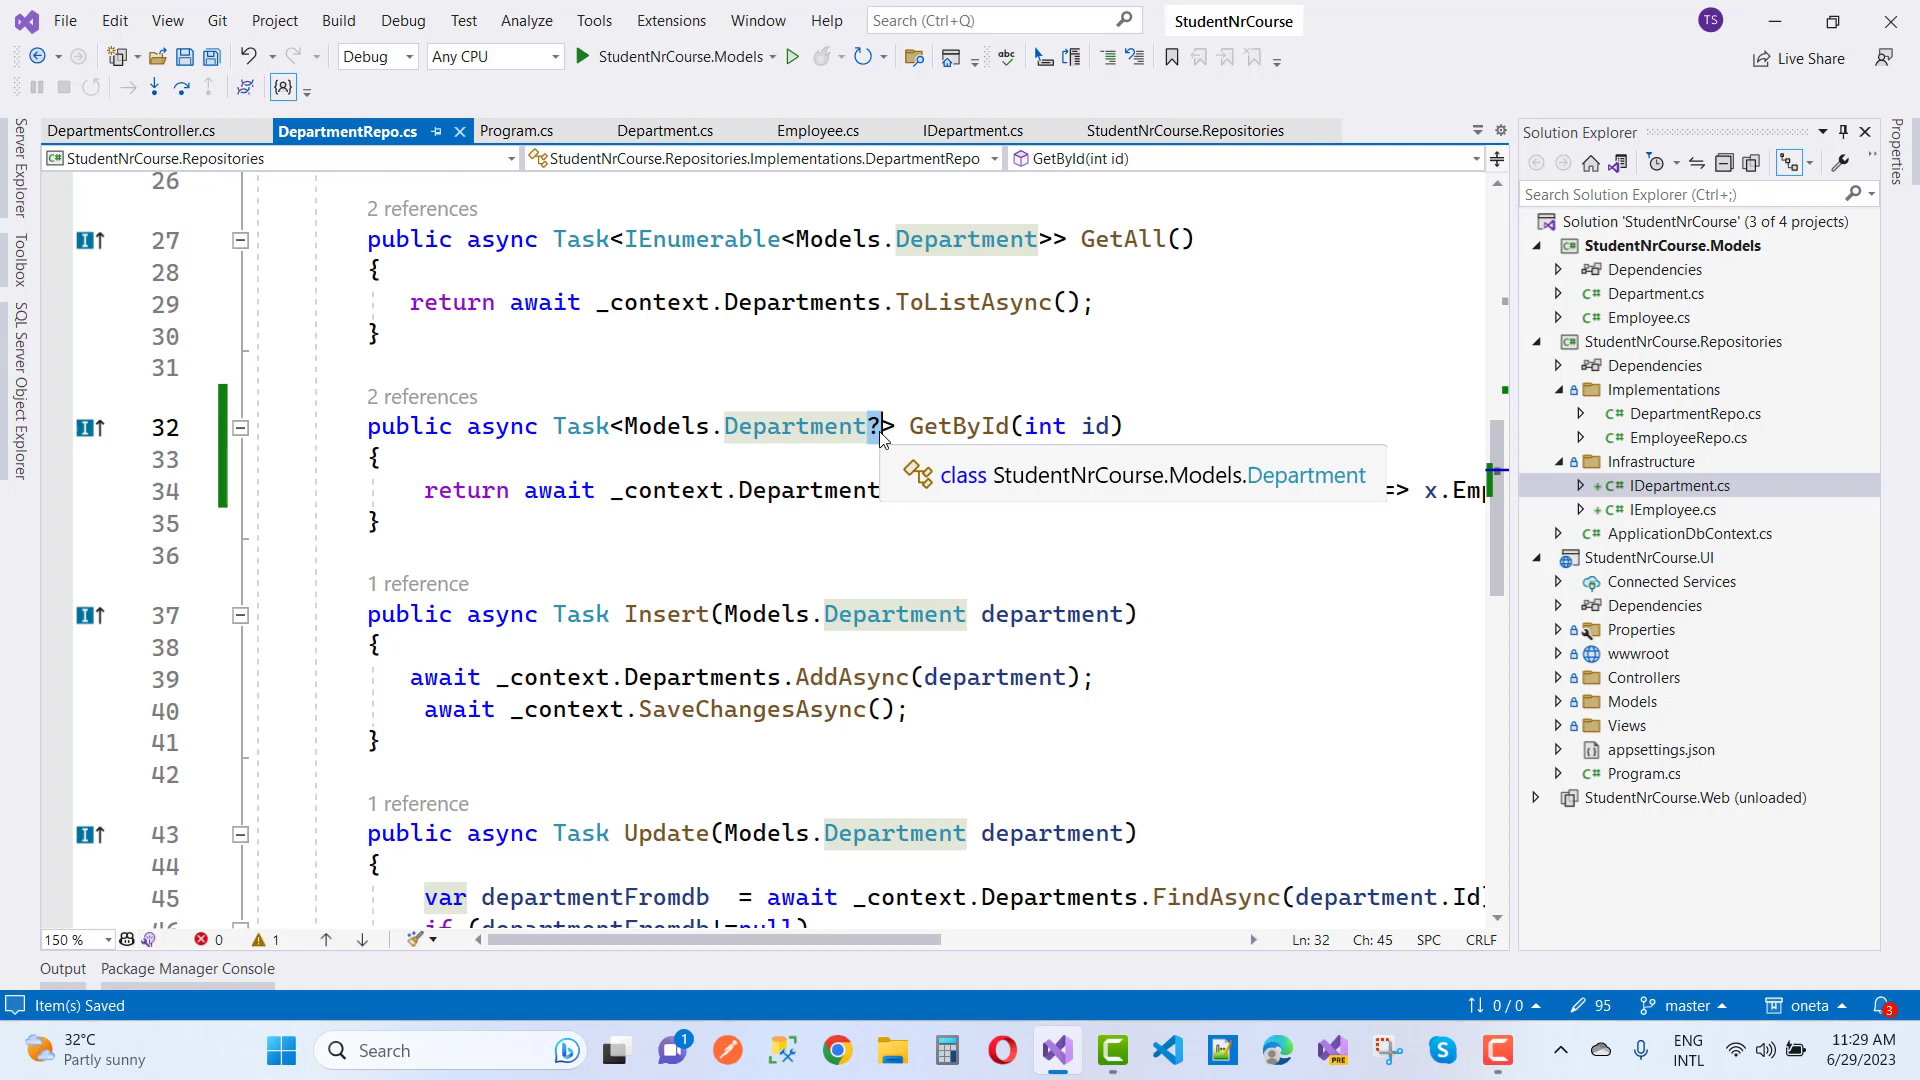 File Edit View Git Project Build Debug Test Analyze Tools Extensions Window Help Search (Ctrl+Q) StudentNrCourse TS
Debug Any CPU StudentNrCourse.Models Live Share
DepartmentsController.cs DepartmentRepo.cs Program.cs Department.cs Employee.cs IDepartment.cs StudentNrCourse.Repositories
StudentNrCourse.Repositories StudentNrCourse.Repositories.Implementations.DepartmentRepo GetById(int id)
Server Explorer
Toolbox
SQL Server Object Explorer
26
2 references
27 public async Task<IEnumerable<Models.Department>> GetAll()
28 {
29 return await _context.Departments.ToListAsync();
30 }
31
2 references
32 public async Task<Models.Department?> GetById(int id)
33 {
class StudentNrCourse.Models.Department
34 return await _context.Department => x.Emp
35 }
36
1 reference
37 public async Task Insert(Models.Department department)
38 {
39 await _context.Departments.AddAsync(department);
40 await _context.SaveChangesAsync();
41 }
42
1 reference
43 public async Task Update(Models.Department department)
44 {
45 var departmentFromdb = await _context.Departments.FindAsync(department.Id
46 if (departmentFromdb!=null)
150 % 0 1 Ln: 32 Ch: 45 SPC CRLF
Solution Explorer
Search Solution Explorer (Ctrl+;)
Solution 'StudentNrCourse' (3 of 4 projects)
StudentNrCourse.Models
Dependencies
C# Department.cs
C# Employee.cs
StudentNrCourse.Repositories
Dependencies
Implementations
C# DepartmentRepo.cs
C# EmployeeRepo.cs
Infrastructure
+ C# IDepartment.cs
+ C# IEmployee.cs
C# ApplicationDbContext.cs
StudentNrCourse.UI
Connected Services
Dependencies
Properties
wwwroot
Controllers
Models
Views
appsettings.json
C# Program.cs
StudentNrCourse.Web (unloaded)
Properties
Output Package Manager Console
Item(s) Saved 0 / 0 95 master oneta 3
32°C
Partly sunny
Search 1 PRE
ENG
INTL
11:29 AM
6/29/2023